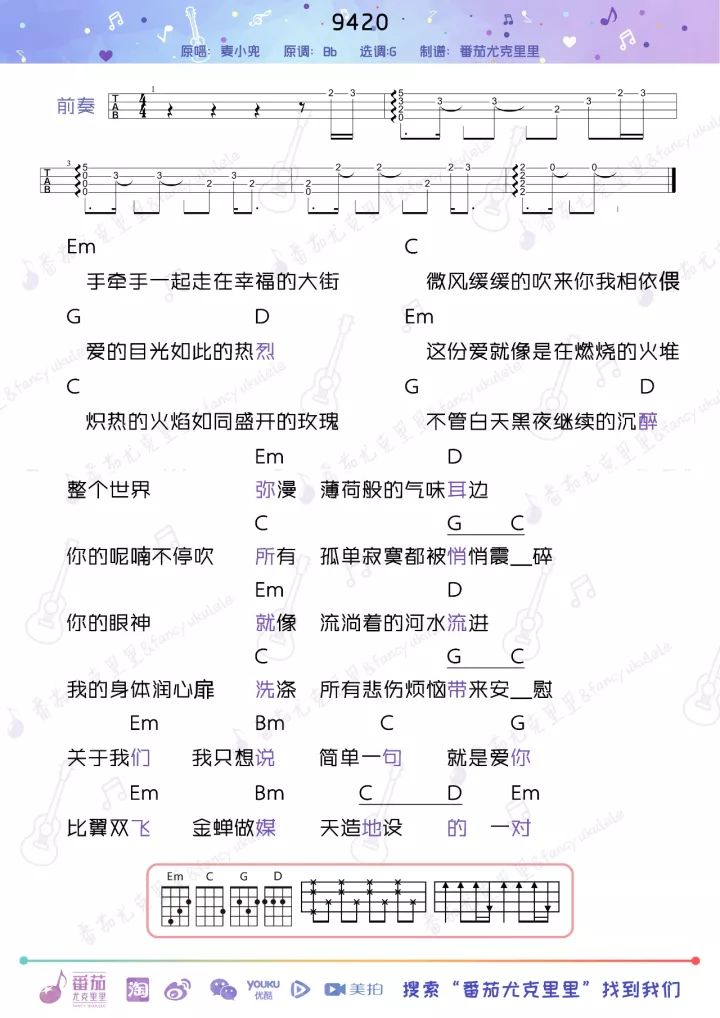 9420
原唱：麦小兜 原调：Bb 选调:G 制谱：番茄尤克里里
前奏
Em C
手牵手一起走在幸福的大街 微风缓缓的吹来你我相依偎
G D Em
爱的目光如此的热烈 这份爱就像是在燃烧的火堆
C G D
炽热的火焰如同盛开的玫瑰 不管白天黑夜继续的沉醉
Em D
整个世界 弥漫 薄荷般的气味耳边
C G C
你的呢喃不停吹 所有 孤单寂寞都被悄悄震__碎
Em D
你的眼神 就像 流淌着的河水流进
C G C
我的身体润心扉 洗涤 所有悲伤烦恼带来安__慰
Em Bm C G
关于我们 我只想说 简单一句 就是爱你
Em Bm C D Em
比翼双飞 金蝉做媒 天造地设 的 一对
Em C G D
番茄尤克里里 FANCY UKULELE 淘 YOUKU 优酷 美拍 搜索“番茄尤克里里”找到我们